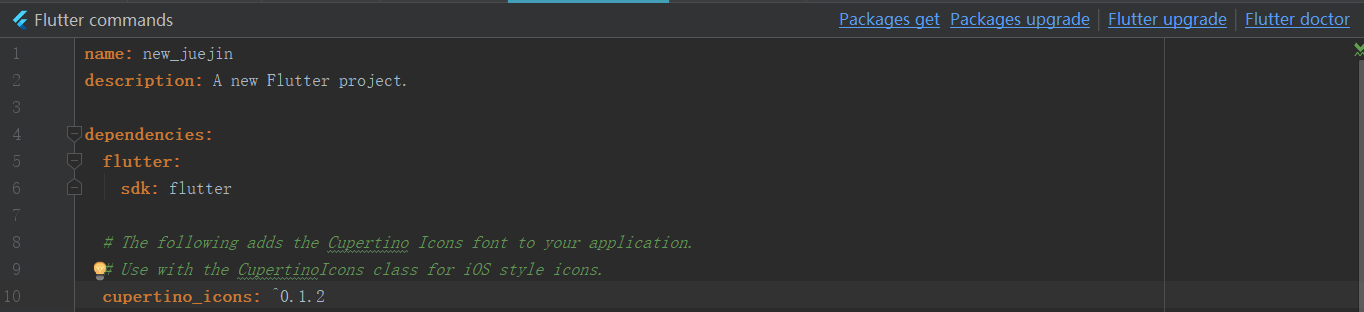 Flutter commands Packages get Packages upgrade Flutter upgrade Flutter doctor
1 name: new_juejin
2 description: A new Flutter project.
3
4 dependencies:
5   flutter:
6     sdk: flutter
7
8   # The following adds the Cupertino Icons font to your application.
9   # Use with the CupertinoIcons class for iOS style icons.
10   cupertino_icons: ^0.1.2